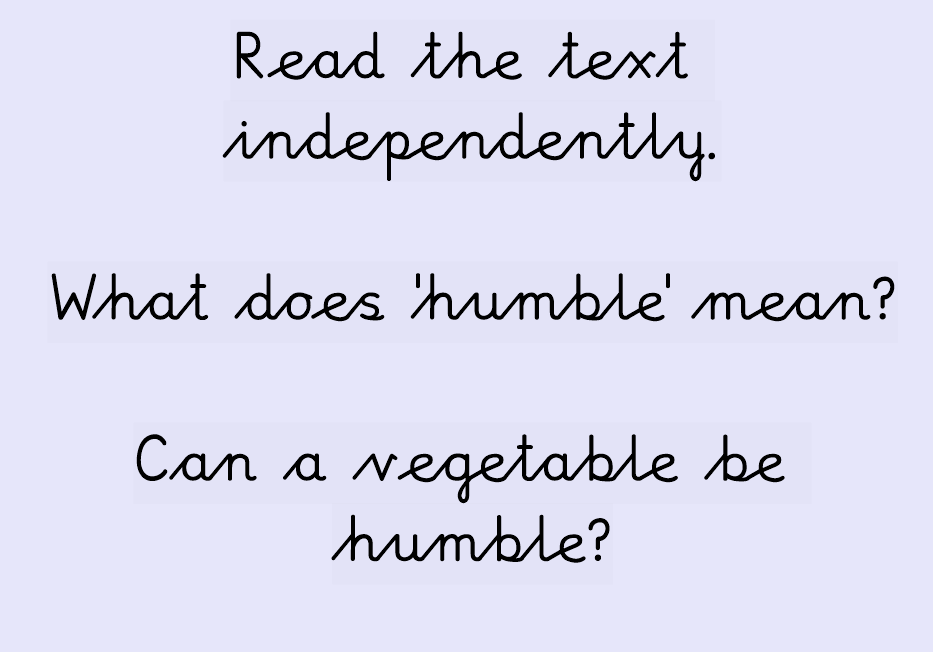 Read the text
independently.
What does 'humble' mean?
Can a vegetable be
humble?